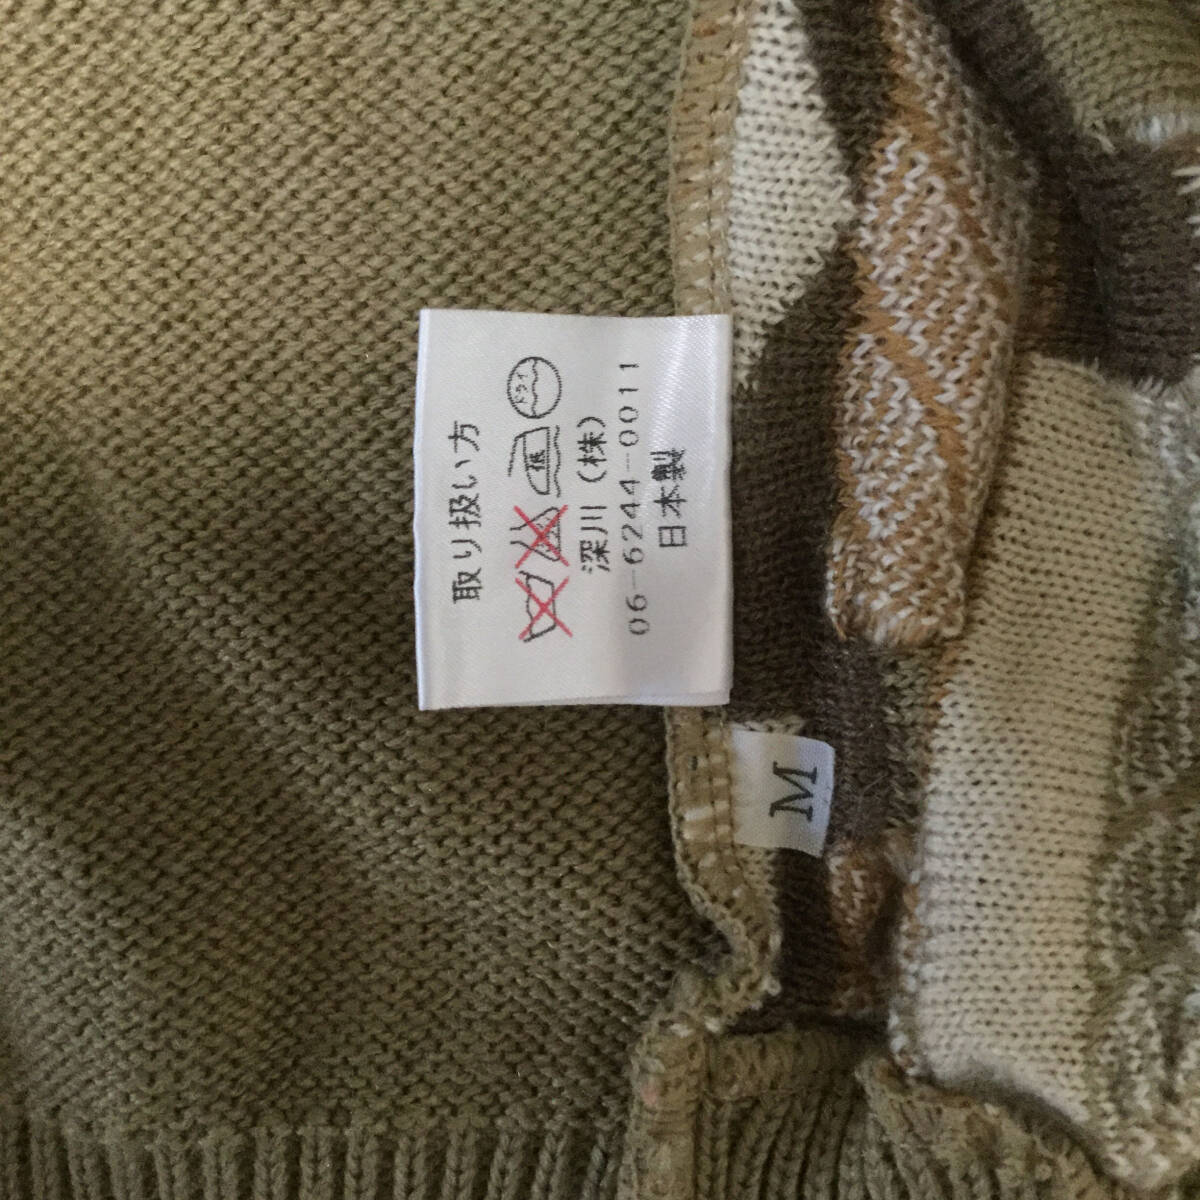 取り扱い方
低 ドライ
深川(株)
06-6244-0011
日本製
M